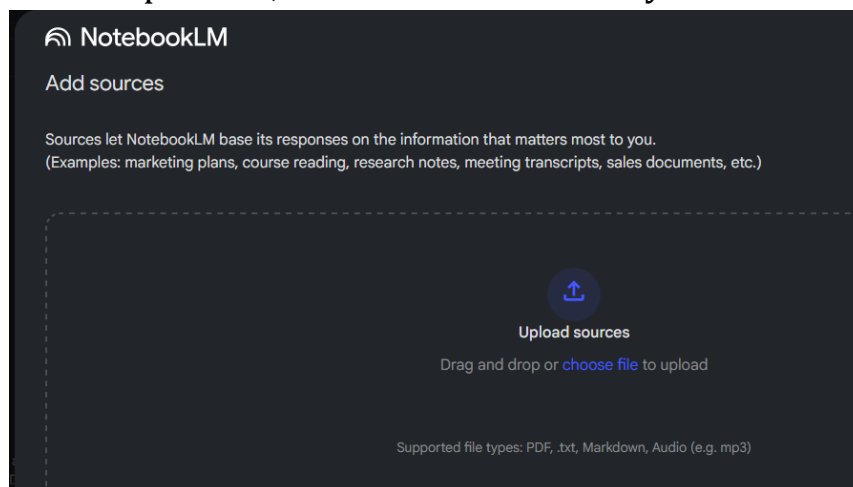 NotebookLM
Add sources
Sources let NotebookLM base its responses on the information that matters most to you.
(Examples: marketing plans, course reading, research notes, meeting transcripts, sales documents, etc.)
Upload sources
Drag and drop or choose file to upload
Supported file types: PDF, .txt, Markdown, Audio (e.g. mp3)